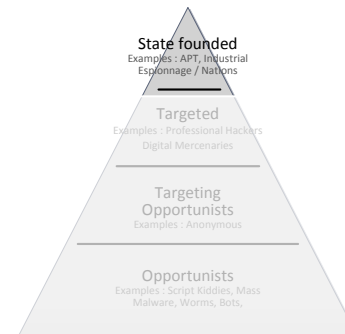 State founded
Examples : APT, Industrial
Espionnage / Nations
Targeted
Examples : Professional Hackers
Digital Mercenaries
Targeting
Opportunists
Examples : Anonymous
Opportunists
Examples : Script Kiddies, Mass
Malware, Worms, Bots,